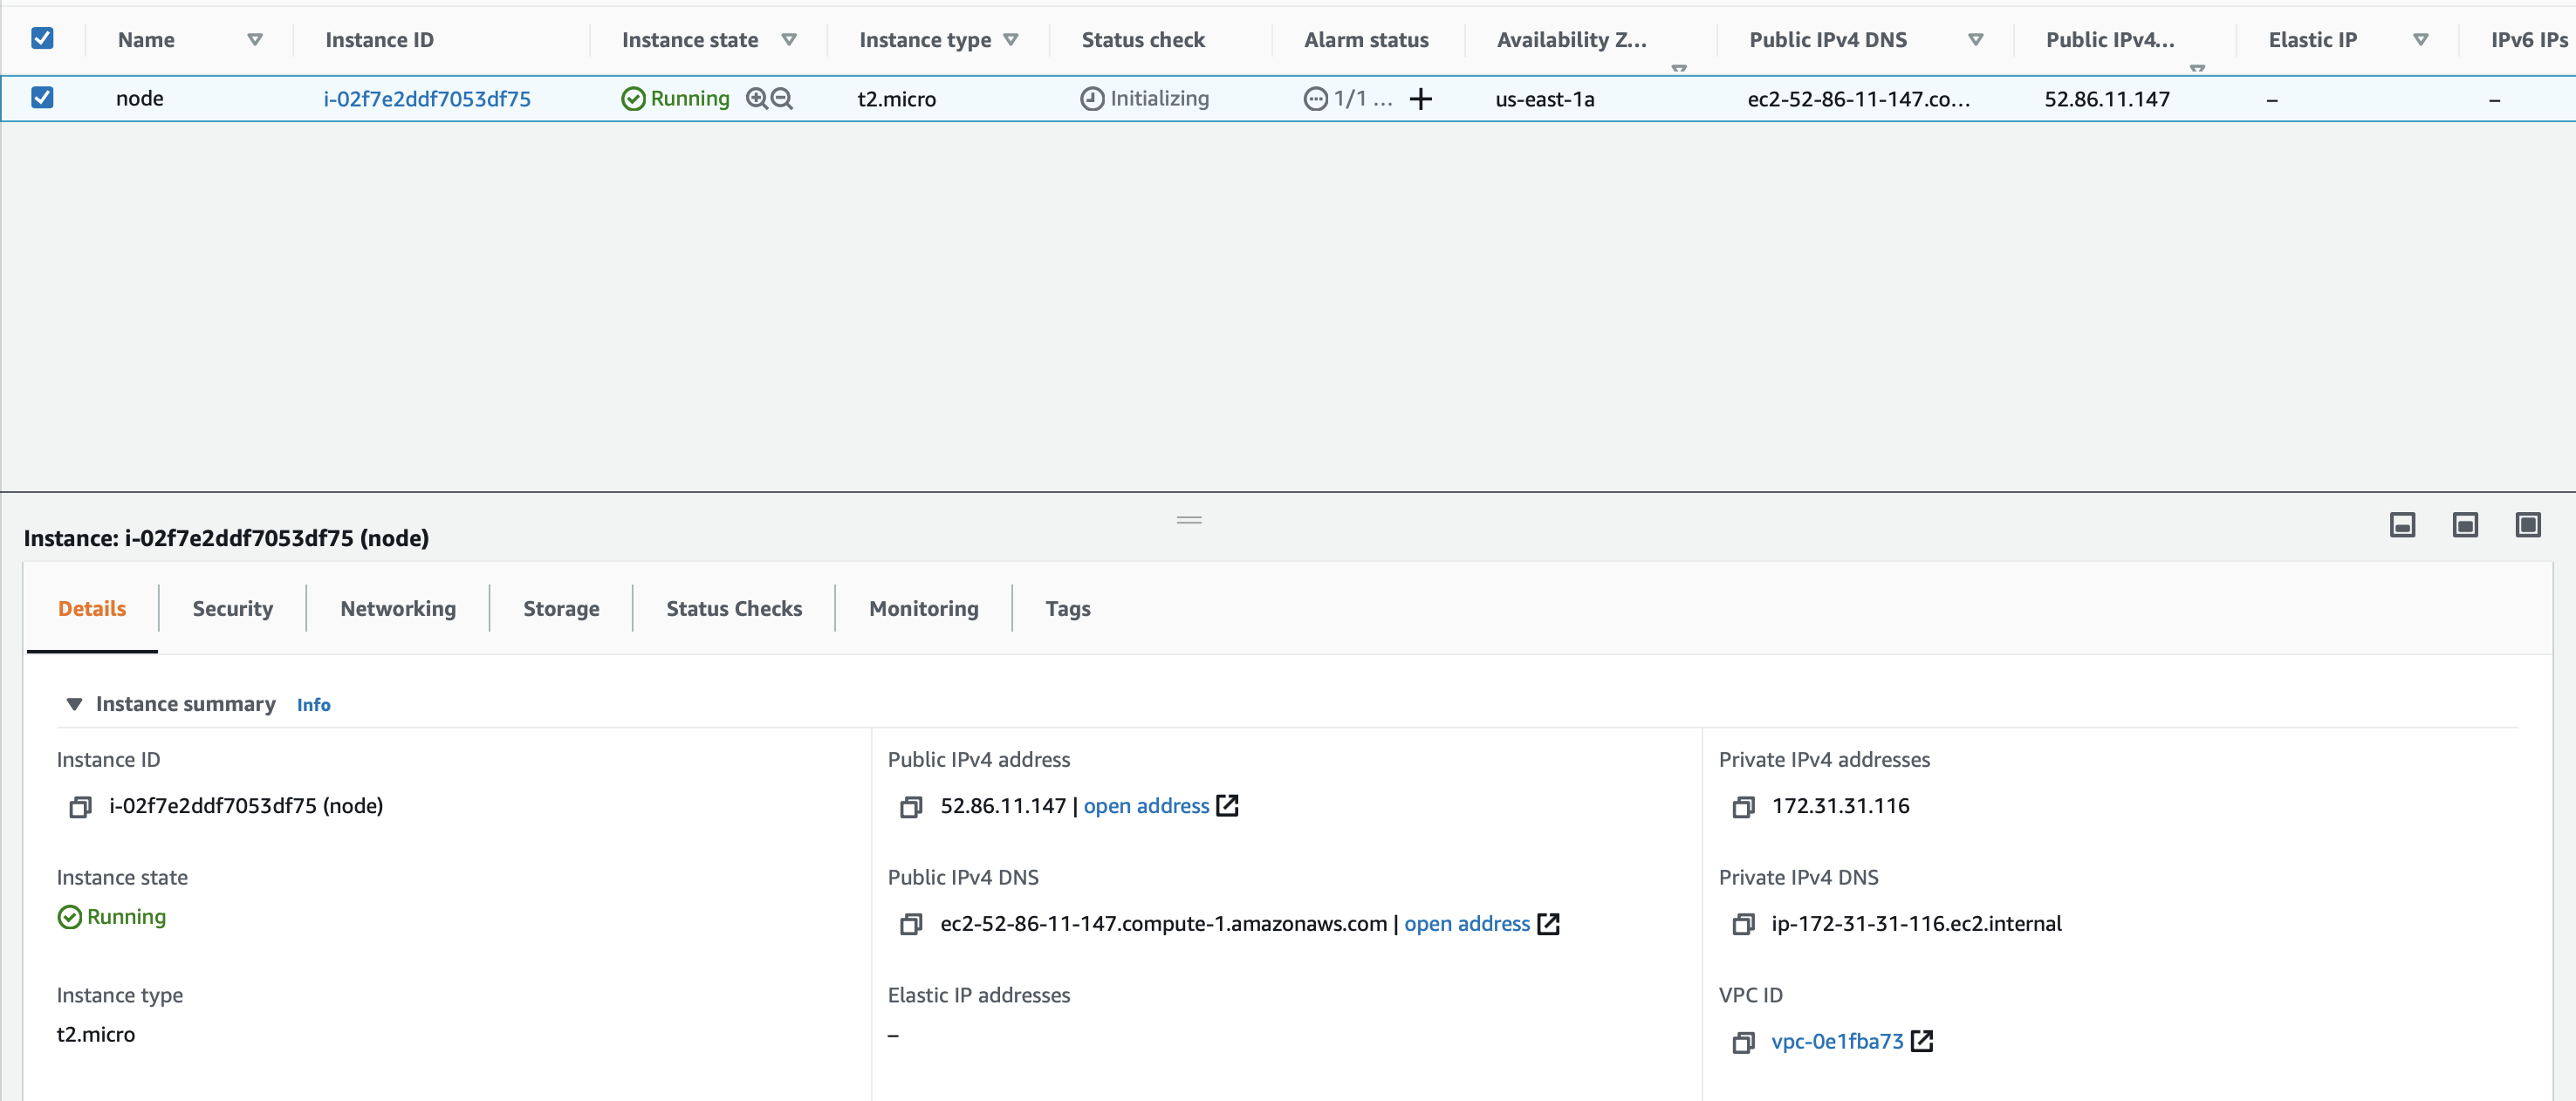 Name Instance ID Instance state Instance type Status check Alarm status Availability Z... Public IPv4 DNS Public IPv4... Elastic IP IPv6 IPs
node i-02f7e2ddf7053df75 Running t2.micro Initializing 1/1 ... + us-east-1a ec2-52-86-11-147.co... 52.86.11.147 – –
Instance: i-02f7e2ddf7053df75 (node)
Details Security Networking Storage Status Checks Monitoring Tags
Instance summary Info
Instance ID Public IPv4 address Private IPv4 addresses
i-02f7e2ddf7053df75 (node) 52.86.11.147 | open address 172.31.31.116
Instance state Public IPv4 DNS Private IPv4 DNS
Running ec2-52-86-11-147.compute-1.amazonaws.com | open address ip-172-31-31-116.ec2.internal
Instance type Elastic IP addresses VPC ID
t2.micro – vpc-0e1fba73